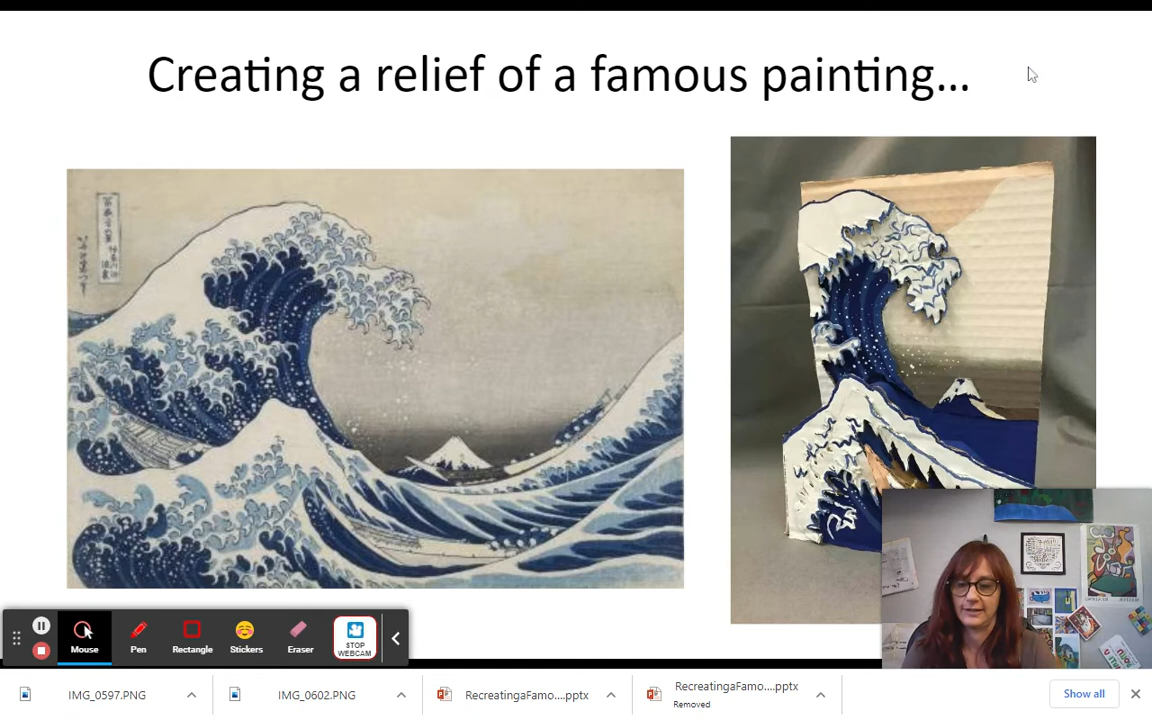 Creating a relief of a famous painting...
Mouse
Pen
Rectangle
Stickers
Eraser
STOP
WEBCAM
IMG_0597.PNG
IMG_0602.PNG
RecreatingaFamo....pptx
RecreatingaFamo....pptx
Removed
Show all